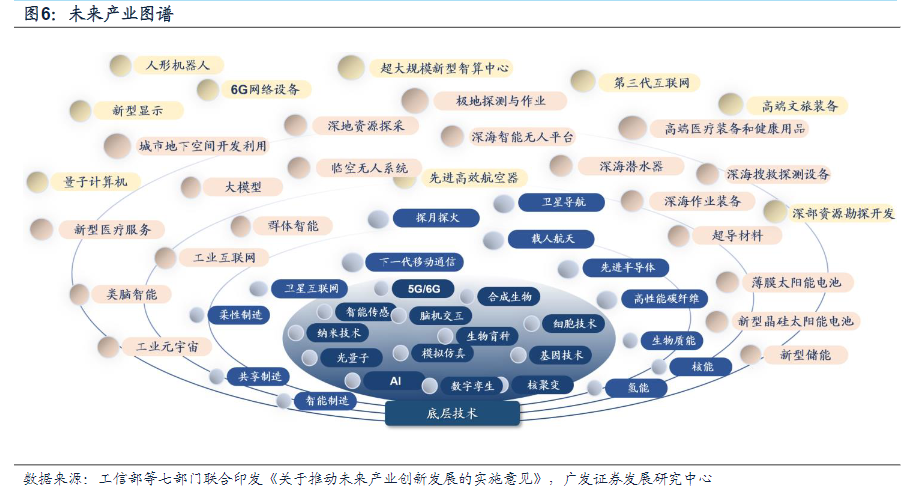 图6：未来产业图谱
人形机器人
超大规模新型智算中心
6G网络设备
第三代互联网
新型显示
极地探测与作业
高端文旅装备
深地资源探采
深海智能无人平台
高端医疗装备和健康用品
城市地下空间开发利用
临空无人系统
深海潜水器
深海搜救探测设备
量子计算机
大模型
先进高效航空器
卫星导航
深海作业装备
深部资源勘探开发
新型医疗服务
群体智能
探月探火
载人航天
超导材料
工业互联网
下一代移动通信
先进半导体
薄膜太阳能电池
类脑智能
卫星互联网
5G/6G
合成生物
高性能碳纤维
柔性制造
智能传感
脑机交互
细胞技术
新型晶硅太阳能电池
纳米技术
生物育种
生物质能
工业元宇宙
光量子
模拟仿真
基因技术
新型储能
共享制造
AI
数字孪生
核聚变
氢能
核能
智能制造
底层技术
数据来源：工信部等七部门联合印发《关于推动未来产业创新发展的实施意见》，广发证券发展研究中心